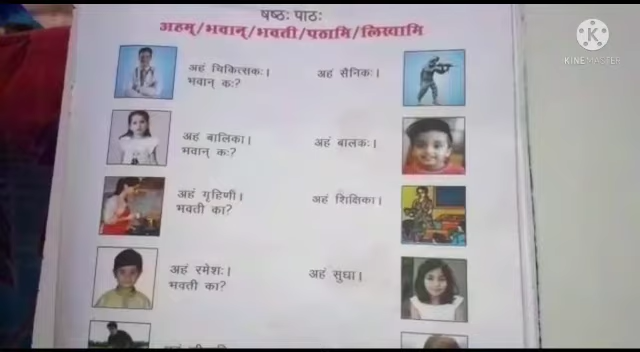 षष्ठः पाठः
अहम्/भवान्/भवती/पठामि/लिखामि
अहं चिकित्सकः। अहं सैनिकः।
भवान् कः?
अहं बालिका। अहं बालकः।
भवान् कः?
अहं गृहिणी। अहं शिक्षिका।
भवती का?
अहं रमेशः। अहं सुधा।
भवती का?
K
KINEMASTER